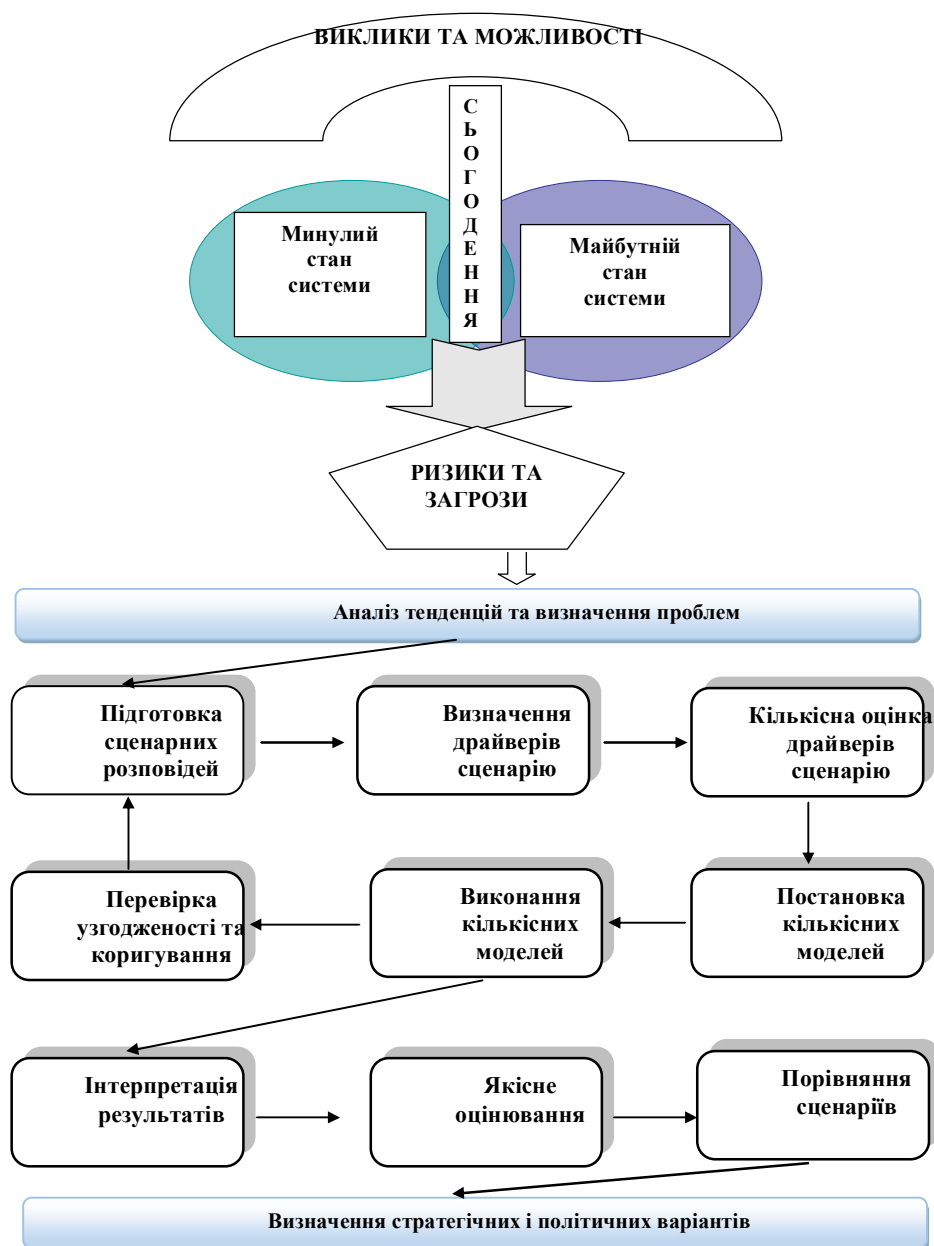 ВИКЛИКИ ТА МОЖЛИВОСТІ
СЬОГОДЕННЯ
Минулий
стан
системи
Майбутній
стан
системи
РИЗИКИ ТА
ЗАГРОЗИ
Аналіз тенденцій та визначення проблем
Підготовка
сценарних
розповідей
Визначення
драйверів
сценарію
Кількісна оцінка
драйверів
сценарію
Перевірка
узгодженості та
коригування
Виконання
кількісних
моделей
Постановка
кількісних
моделей
Інтерпретація
результатів
Якісне
оцінювання
Порівняння
сценаріїв
Визначення стратегічних і політичних варіантів